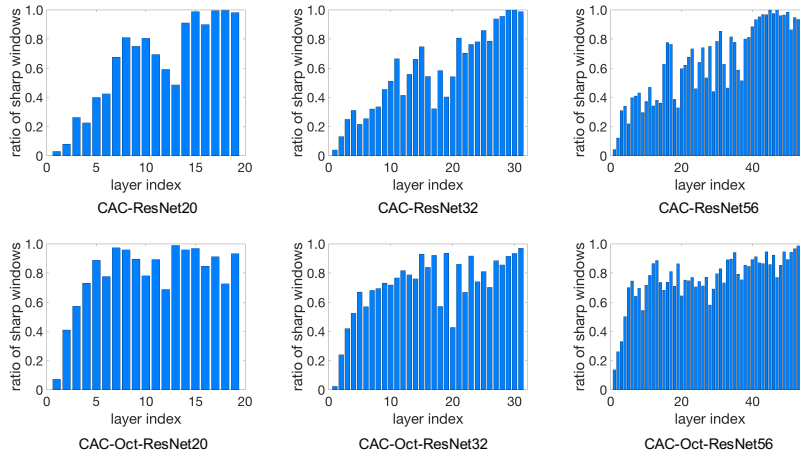 ratio of sharp windows
1.0
0.8
0.6
0.4
0.2
0
0 5 10 15 20
layer index
CAC-ResNet20
ratio of sharp windows
1.0
0.8
0.6
0.4
0.2
0
0 10 20 30
layer index
CAC-ResNet32
ratio of sharp windows
1.0
0.8
0.6
0.4
0.2
0
0 20 40
layer index
CAC-ResNet56
ratio of sharp windows
1.0
0.8
0.6
0.4
0.2
0
0 5 10 15 20
layer index
CAC-Oct-ResNet20
ratio of sharp windows
1.0
0.8
0.6
0.4
0.2
0
0 10 20 30
layer index
CAC-Oct-ResNet32
ratio of sharp windows
1.0
0.8
0.6
0.4
0.2
0
0 20 40
layer index
CAC-Oct-ResNet56